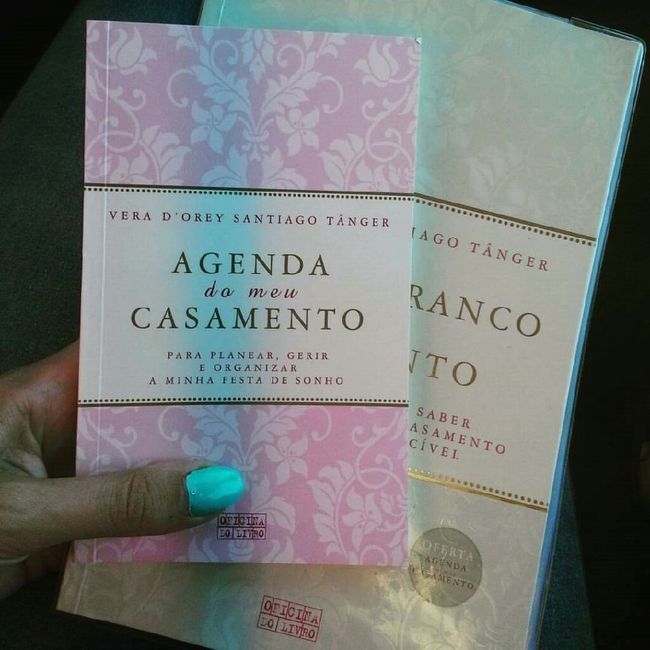 VERA D'OREY SANTIAGO TÂNGER
AGENDA
do meu
CASAMENTO
PARA PLANEAR, GERIR
E ORGANIZAR
A MINHA FESTA DE SONHO
OFICINA
DO LIVRO
IAGO TÂNGER
RANCO
NTO
SABER
ASAMENTO
CÍVEL
OFERTA
AGENDA
CASAMENTO
OFICINA
DO LIVRO